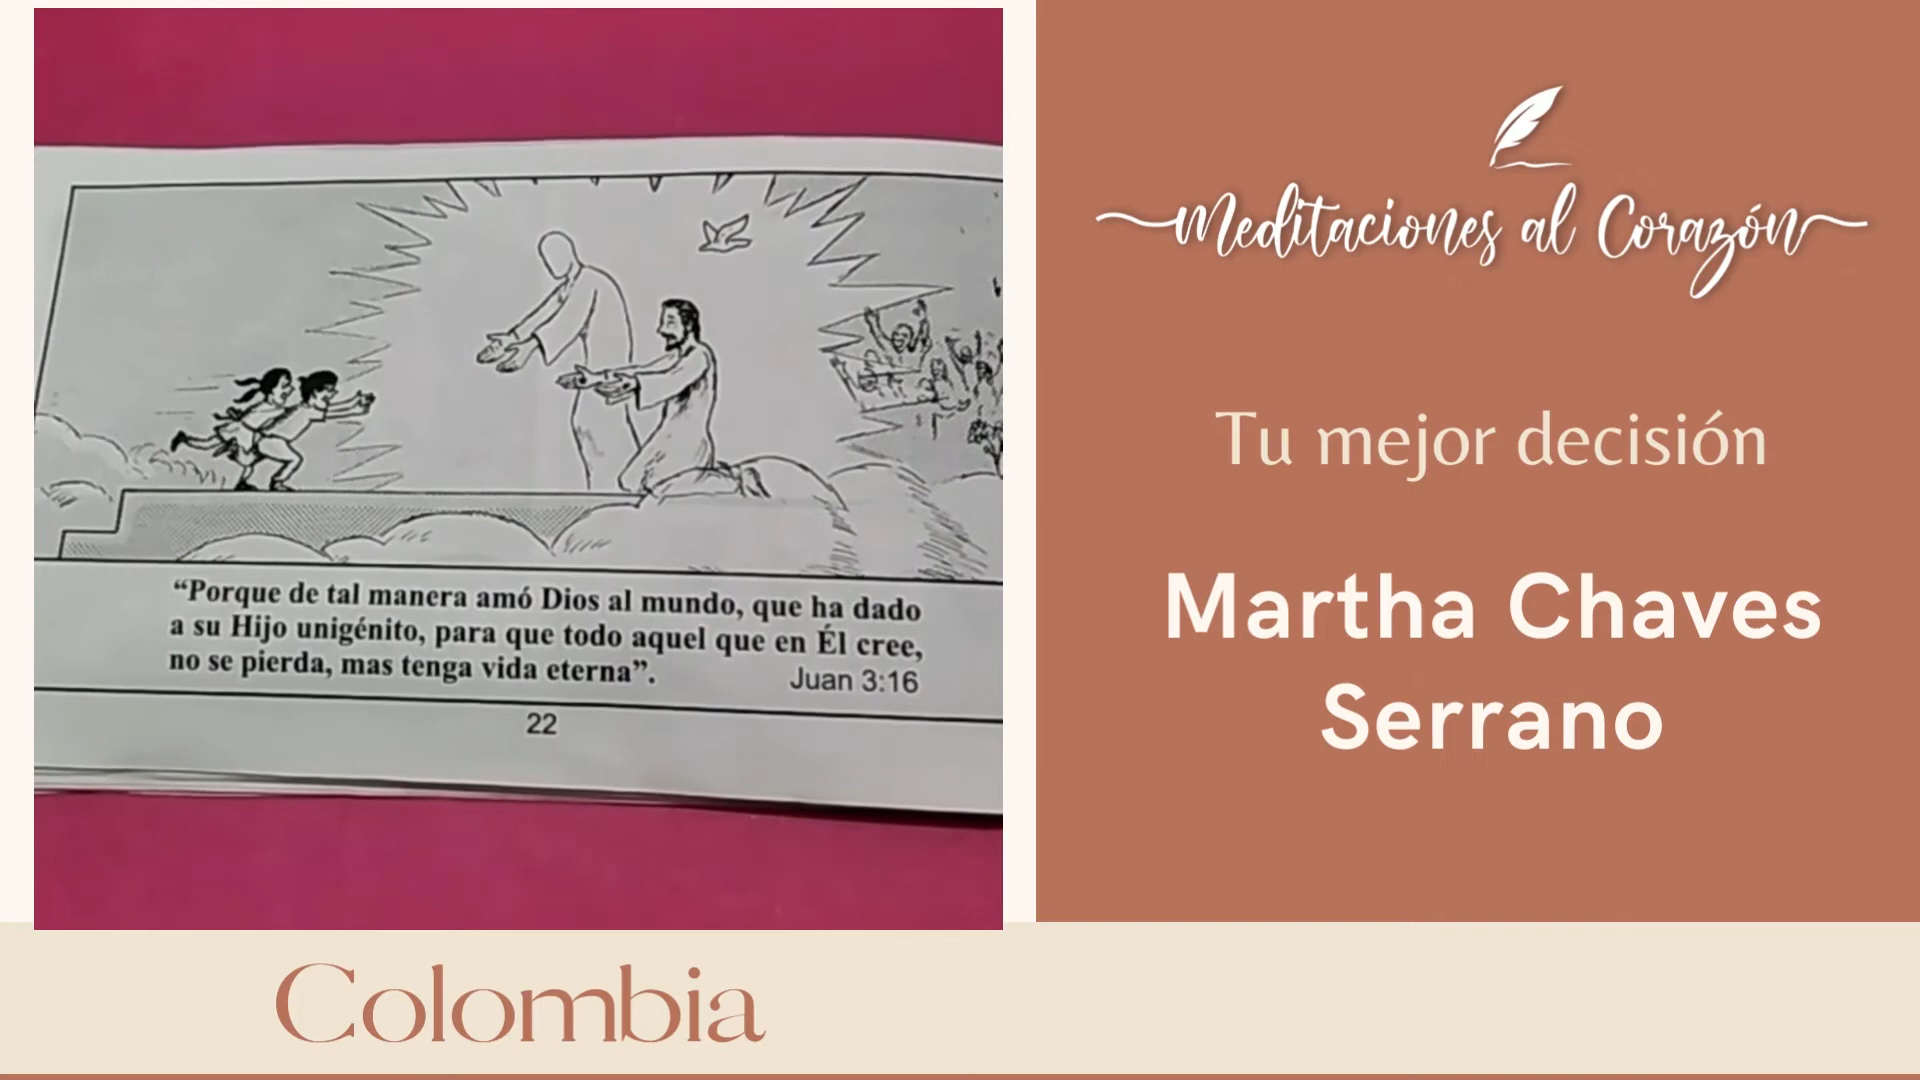 “Porque de tal manera amó Dios al mundo, que ha dado
a su Hijo unigénito, para que todo aquel que en Él cree,
no se pierda, mas tenga vida eterna”.
Juan 3:16
22
Meditaciones al Corazón
Tu mejor decisión
Martha Chaves
Serrano
Colombia